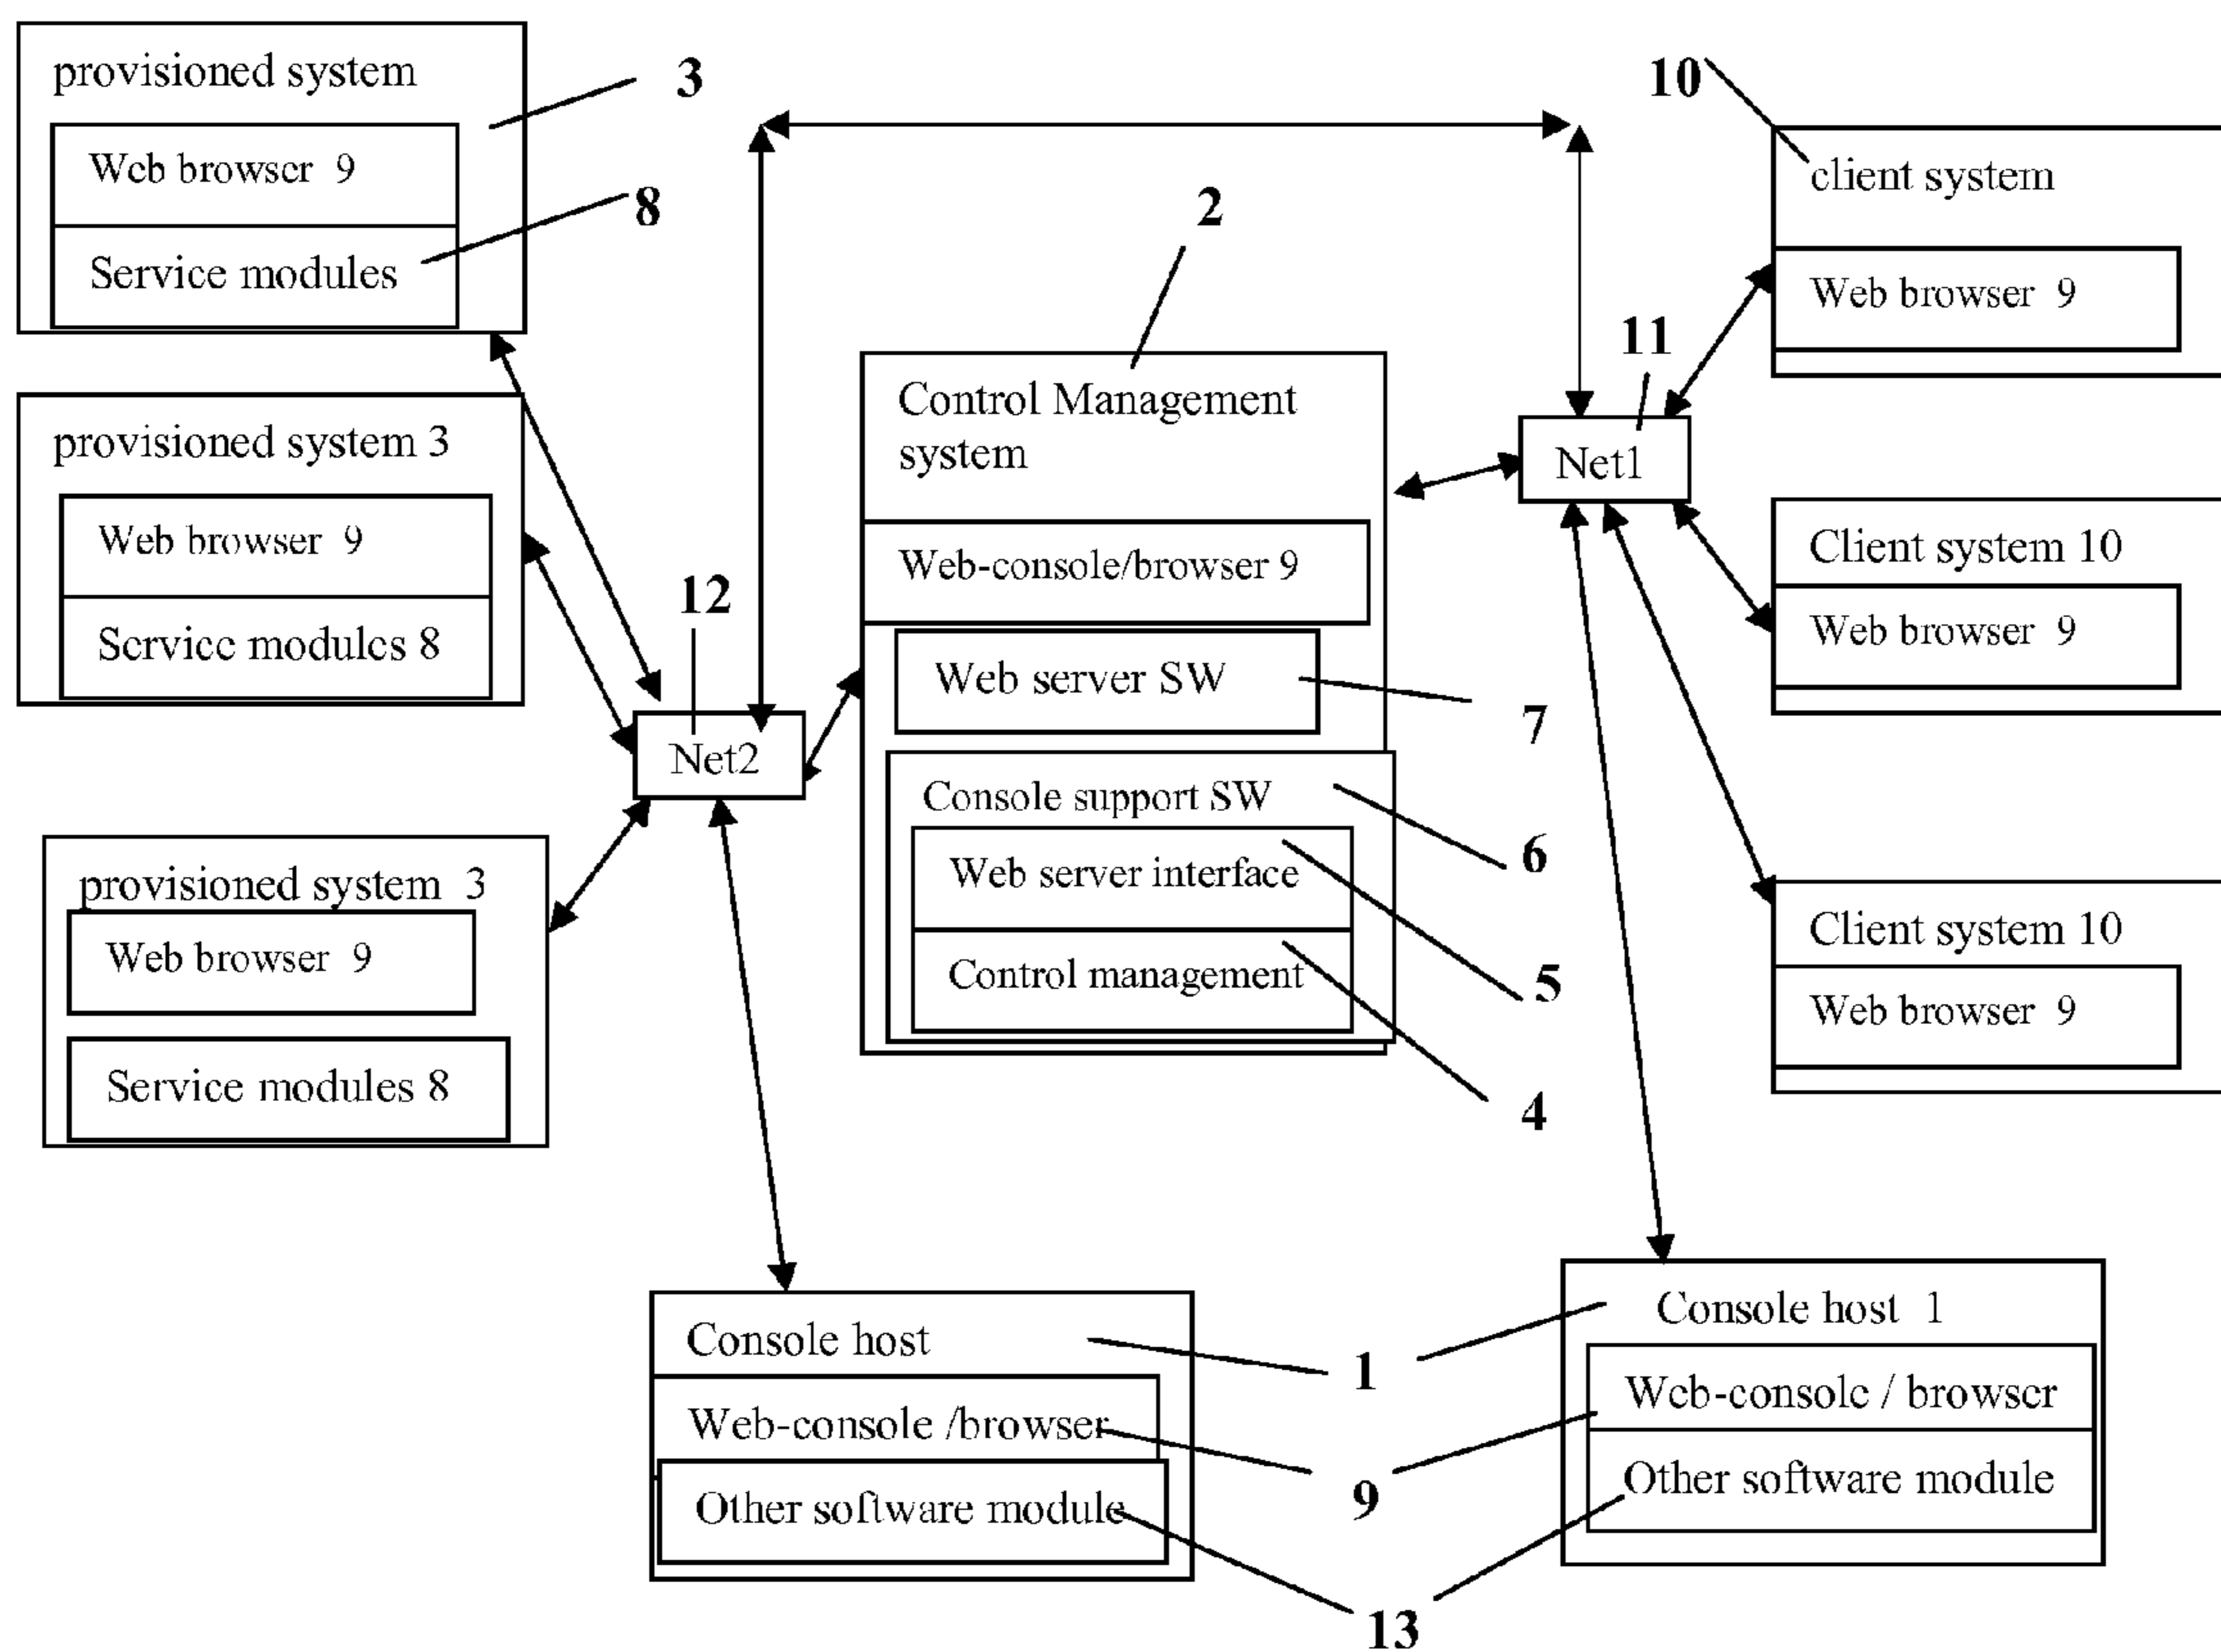 provisioned system
3
Web browser 9
8
Service modules
provisioned system 3
Web browser 9
Service modules 8
provisioned system 3
Web browser 9
Service modules 8
12
Net2
2
Control Management
system
Web-console/browser 9
Web server SW
7
Console support SW
6
Web server interface
5
Control management
4
11
Net1
10
client system
Web browser 9
Client system 10
Web browser 9
Client system 10
Web browser 9
Console host
1
Web-console /browser
9
Other software module
13
Console host 1
Web-console / browser
Other software module